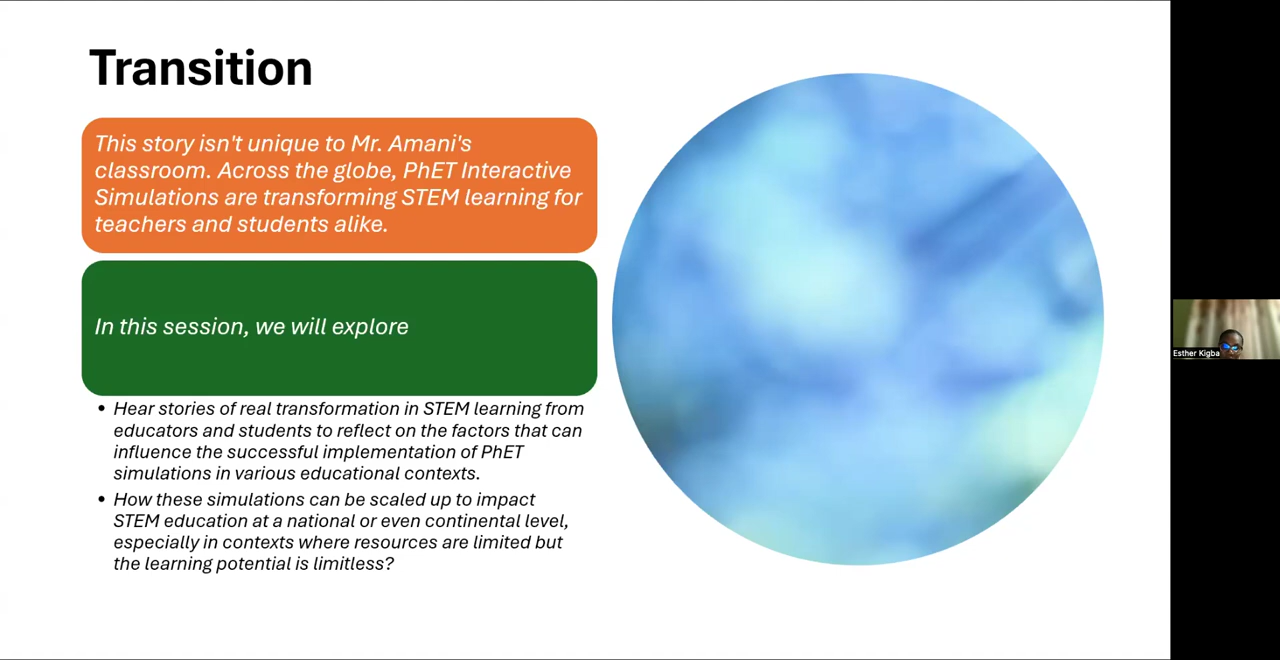 Transition
This story isn't unique to Mr. Amani's
classroom. Across the globe, PhET Interactive
Simulations are transforming STEM learning for
teachers and students alike.
In this session, we will explore
• Hear stories of real transformation in STEM learning from
educators and students to reflect on the factors that can
influence the successful implementation of PhET
simulations in various educational contexts.
• How these simulations can be scaled up to impact
STEM education at a national or even continental level,
especially in contexts where resources are limited but
the learning potential is limitless?
Esther Kigba